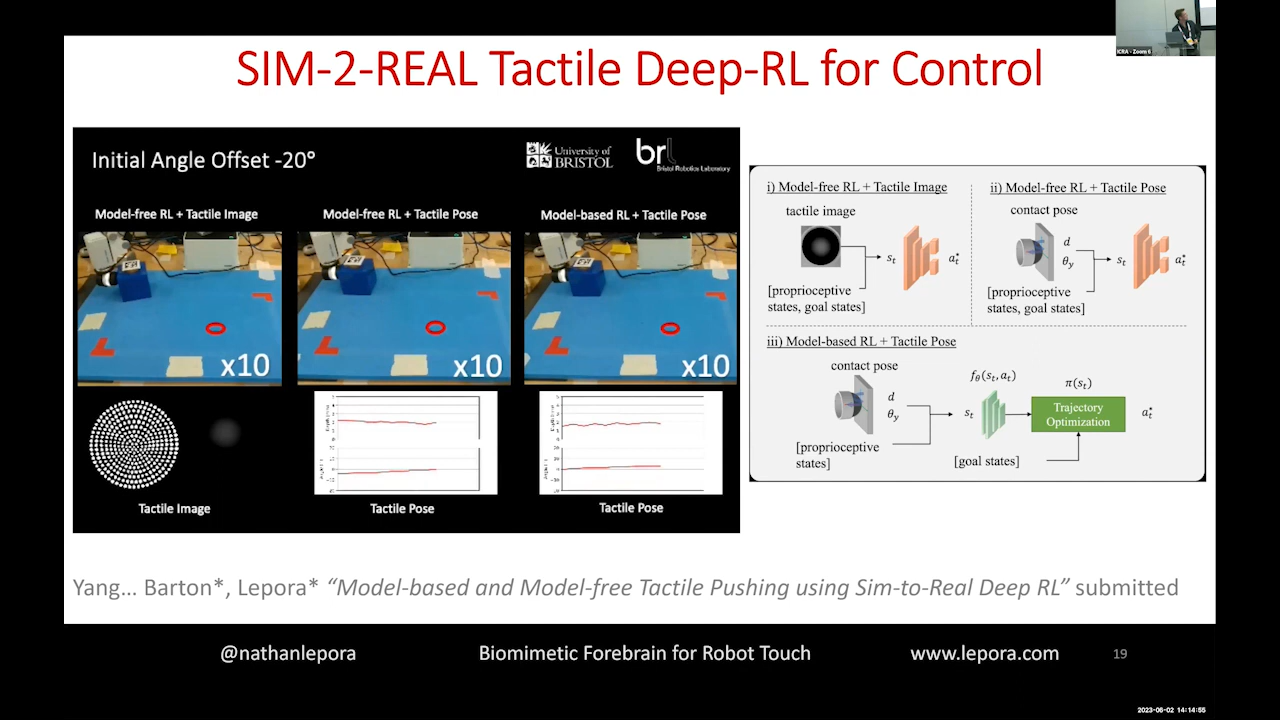 SIM-2-REAL Tactile Deep-RL for Control
ICRA - Zoom 6
Initial Angle Offset -20°
University of
BRISTOL
brl
Bristol Robotics Laboratory
Model-free RL + Tactile Image
Model-free RL + Tactile Pose
Model-based RL + Tactile Pose
x10
x10
x10
Tactile Image
Tactile Pose
Tactile Pose
i) Model-free RL + Tactile Image
tactile image
[proprioceptive
states, goal states]
s_t
a_t^*
ii) Model-free RL + Tactile Pose
contact pose
d
θ_y
[proprioceptive
states, goal states]
s_t
a_t^*
iii) Model-based RL + Tactile Pose
contact pose
d
θ_y
[proprioceptive
states]
s_t
f_θ(s_t, a_t)
[goal states]
π(s_t)
Trajectory
Optimization
a_t^*
Yang... Barton*, Lepora* “Model-based and Model-free Tactile Pushing using Sim-to-Real Deep RL” submitted
@nathanlepora Biomimetic Forebrain for Robot Touch www.lepora.com 19
2023-06-02 14:14:55